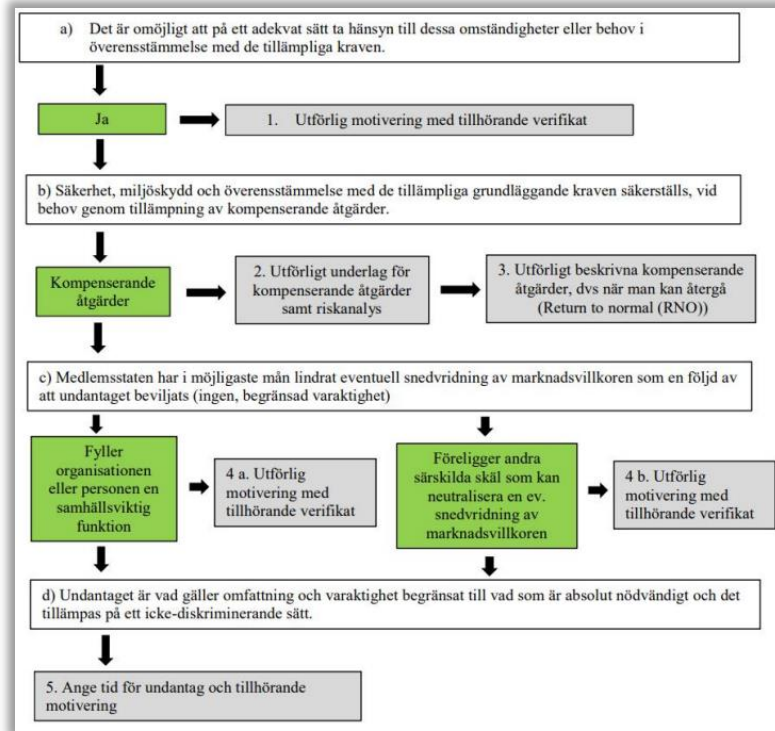 a) Det är omöjligt att på ett adekvat sätt ta hänsyn till dessa omständigheter eller behov i
överensstämmelse med de tillämpliga kraven.
Ja
1. Utförlig motivering med tillhörande verifikat
b) Säkerhet, miljöskydd och överensstämmelse med de tillämpliga grundläggande kraven säkerställs, vid
behov genom tillämpning av kompenserande åtgärder.
Kompenserande
åtgärder
2. Utförligt underlag för
kompenserande åtgärder
samt riskanalys
3. Utförligt beskrivna kompenserande
åtgärder, dvs när man kan återgå
(Return to normal (RNO))
c) Medlemsstaten har i möjligaste mån lindrat eventuell snedvridning av marknadsvillkoren som en följd av
att undantaget beviljats (ingen, begränsad varaktighet)
Fyller
organisationen
eller personen en
samhällsviktig
funktion
4 a. Utförlig
motivering med
tillhörande verifikat
Föreligger andra
särskilda skäl som kan
neutralisera en ev.
snedvridning av
marknadsvillkoren
4 b. Utförlig
motivering med
tillhörande verifikat
d) Undantaget är vad gäller omfattning och varaktighet begränsat till vad som är absolut nödvändigt och det
tillämpas på ett icke-diskriminerande sätt.
5. Ange tid för undantag och tillhörande
motivering